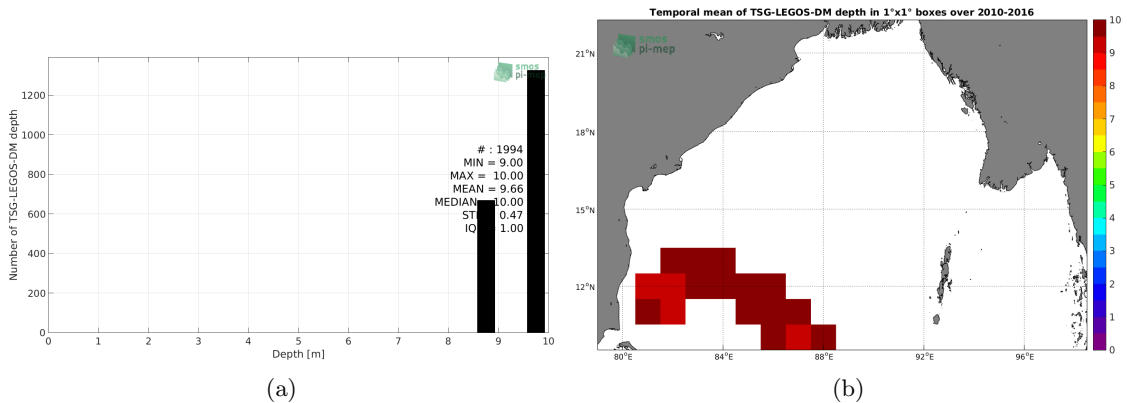 Temporal mean of TSG-LEGOS-DM depth in 1°x1° boxes over 2010-2016
smos
pi-mep
Number of TSG-LEGOS-DM depth
1200
1000
800
600
400
200
0
# : 1994
MIN = 9.00
MAX = 10.00
MEAN = 9.66
MEDIAN 10.00
ST 0.47
IQ 1.00
0 1 2 3 4 5 6 7 8 9 10
Depth [m]
(a)
smos
pi-mep
21°N
18°N
15°N
12°N
80°E 84°E 88°E 92°E 96°E
10
9
8
7
6
5
4
3
2
1
0
(b)